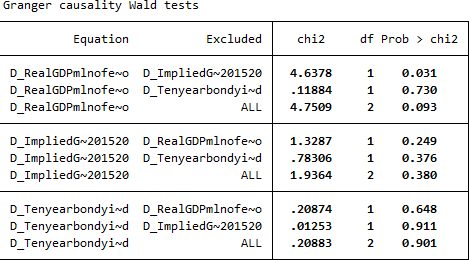 Granger causality Wald tests
Equation Excluded chi2 df Prob > chi2
D_RealGDPmlnofe~o D_ImpliedG~201520 4.6378 1 0.031
D_RealGDPmlnofe~o D_Tenyearbondyi~d .11884 1 0.730
D_RealGDPmlnofe~o ALL 4.7509 2 0.093
D_ImpliedG~201520 D_RealGDPmlnofe~o 1.3287 1 0.249
D_ImpliedG~201520 D_Tenyearbondyi~d .78306 1 0.376
D_ImpliedG~201520 ALL 1.9364 2 0.380
D_Tenyearbondyi~d D_RealGDPmlnofe~o .20874 1 0.648
D_Tenyearbondyi~d D_ImpliedG~201520 .01253 1 0.911
D_Tenyearbondyi~d ALL .20883 2 0.901